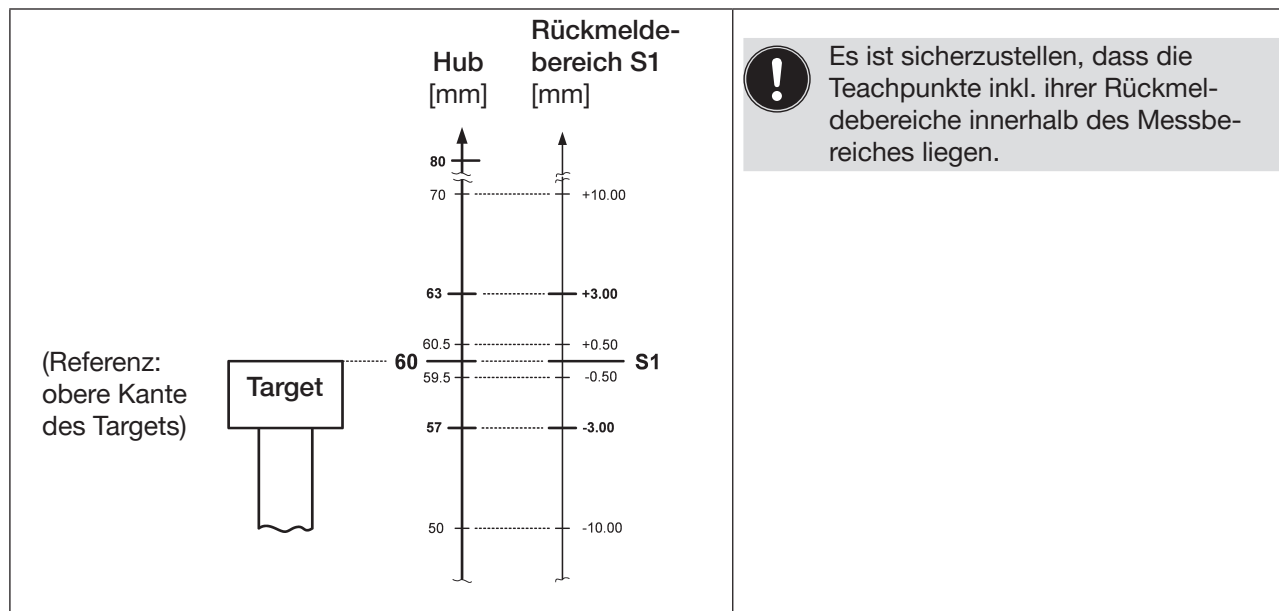 Hub
[mm]
Rückmelde-
bereich S1
[mm]
80
70 +10.00
63 +3.00
60.5 +0.50
60 S1
59.5 -0.50
57 -3.00
50 -10.00
(Referenz:
obere Kante
des Targets)
Target
Es ist sicherzustellen, dass die
Teachpunkte inkl. ihrer Rückmel-
debereiche innerhalb des Messbe-
reiches liegen.